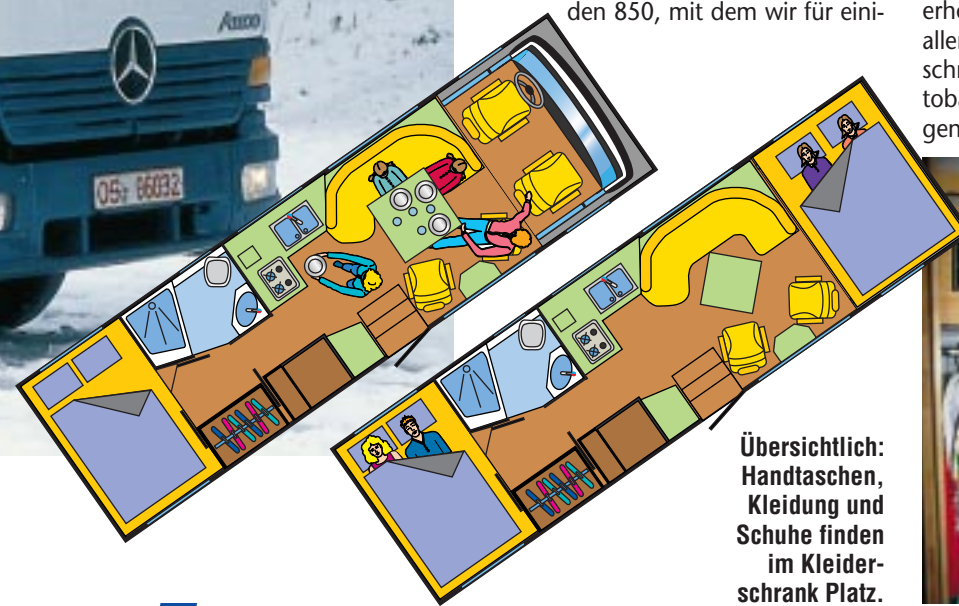 den 850, mit dem wir für eini-
Atego
OS: 86032
Übersichtlich:
Handtaschen,
Kleidung und
Schuhe finden
im Kleider-
schrank Platz.